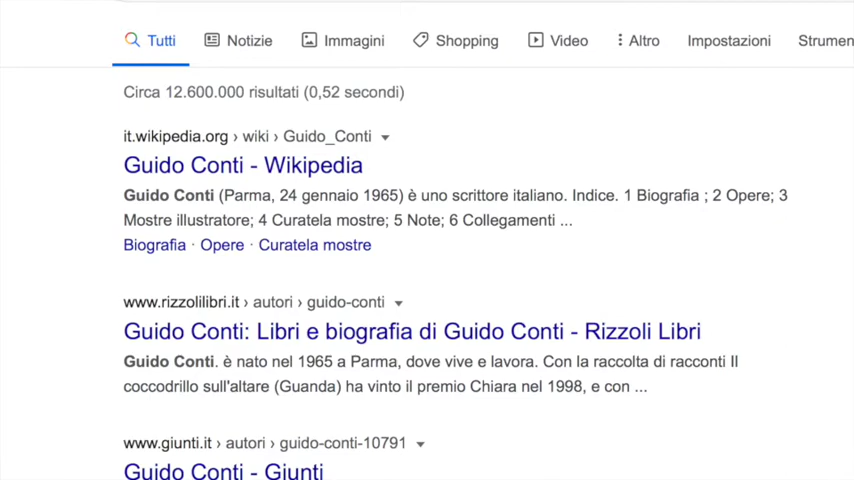 Tutti Notizie Immagini Shopping Video Altro Impostazioni Strumen
Circa 12.600.000 risultati (0,52 secondi)
it.wikipedia.org › wiki › Guido_Conti
Guido Conti - Wikipedia
Guido Conti (Parma, 24 gennaio 1965) è uno scrittore italiano. Indice. 1 Biografia ; 2 Opere; 3
Mostre illustratore; 4 Curatela mostre; 5 Note; 6 Collegamenti ...
Biografia · Opere · Curatela mostre
www.rizzolilibri.it › autori › guido-conti
Guido Conti: Libri e biografia di Guido Conti - Rizzoli Libri
Guido Conti. è nato nel 1965 a Parma, dove vive e lavora. Con la raccolta di racconti Il
coccodrillo sull'altare (Guanda) ha vinto il premio Chiara nel 1998, e con ...
www.giunti.it › autori › guido-conti-10791
Guido Conti - Giunti